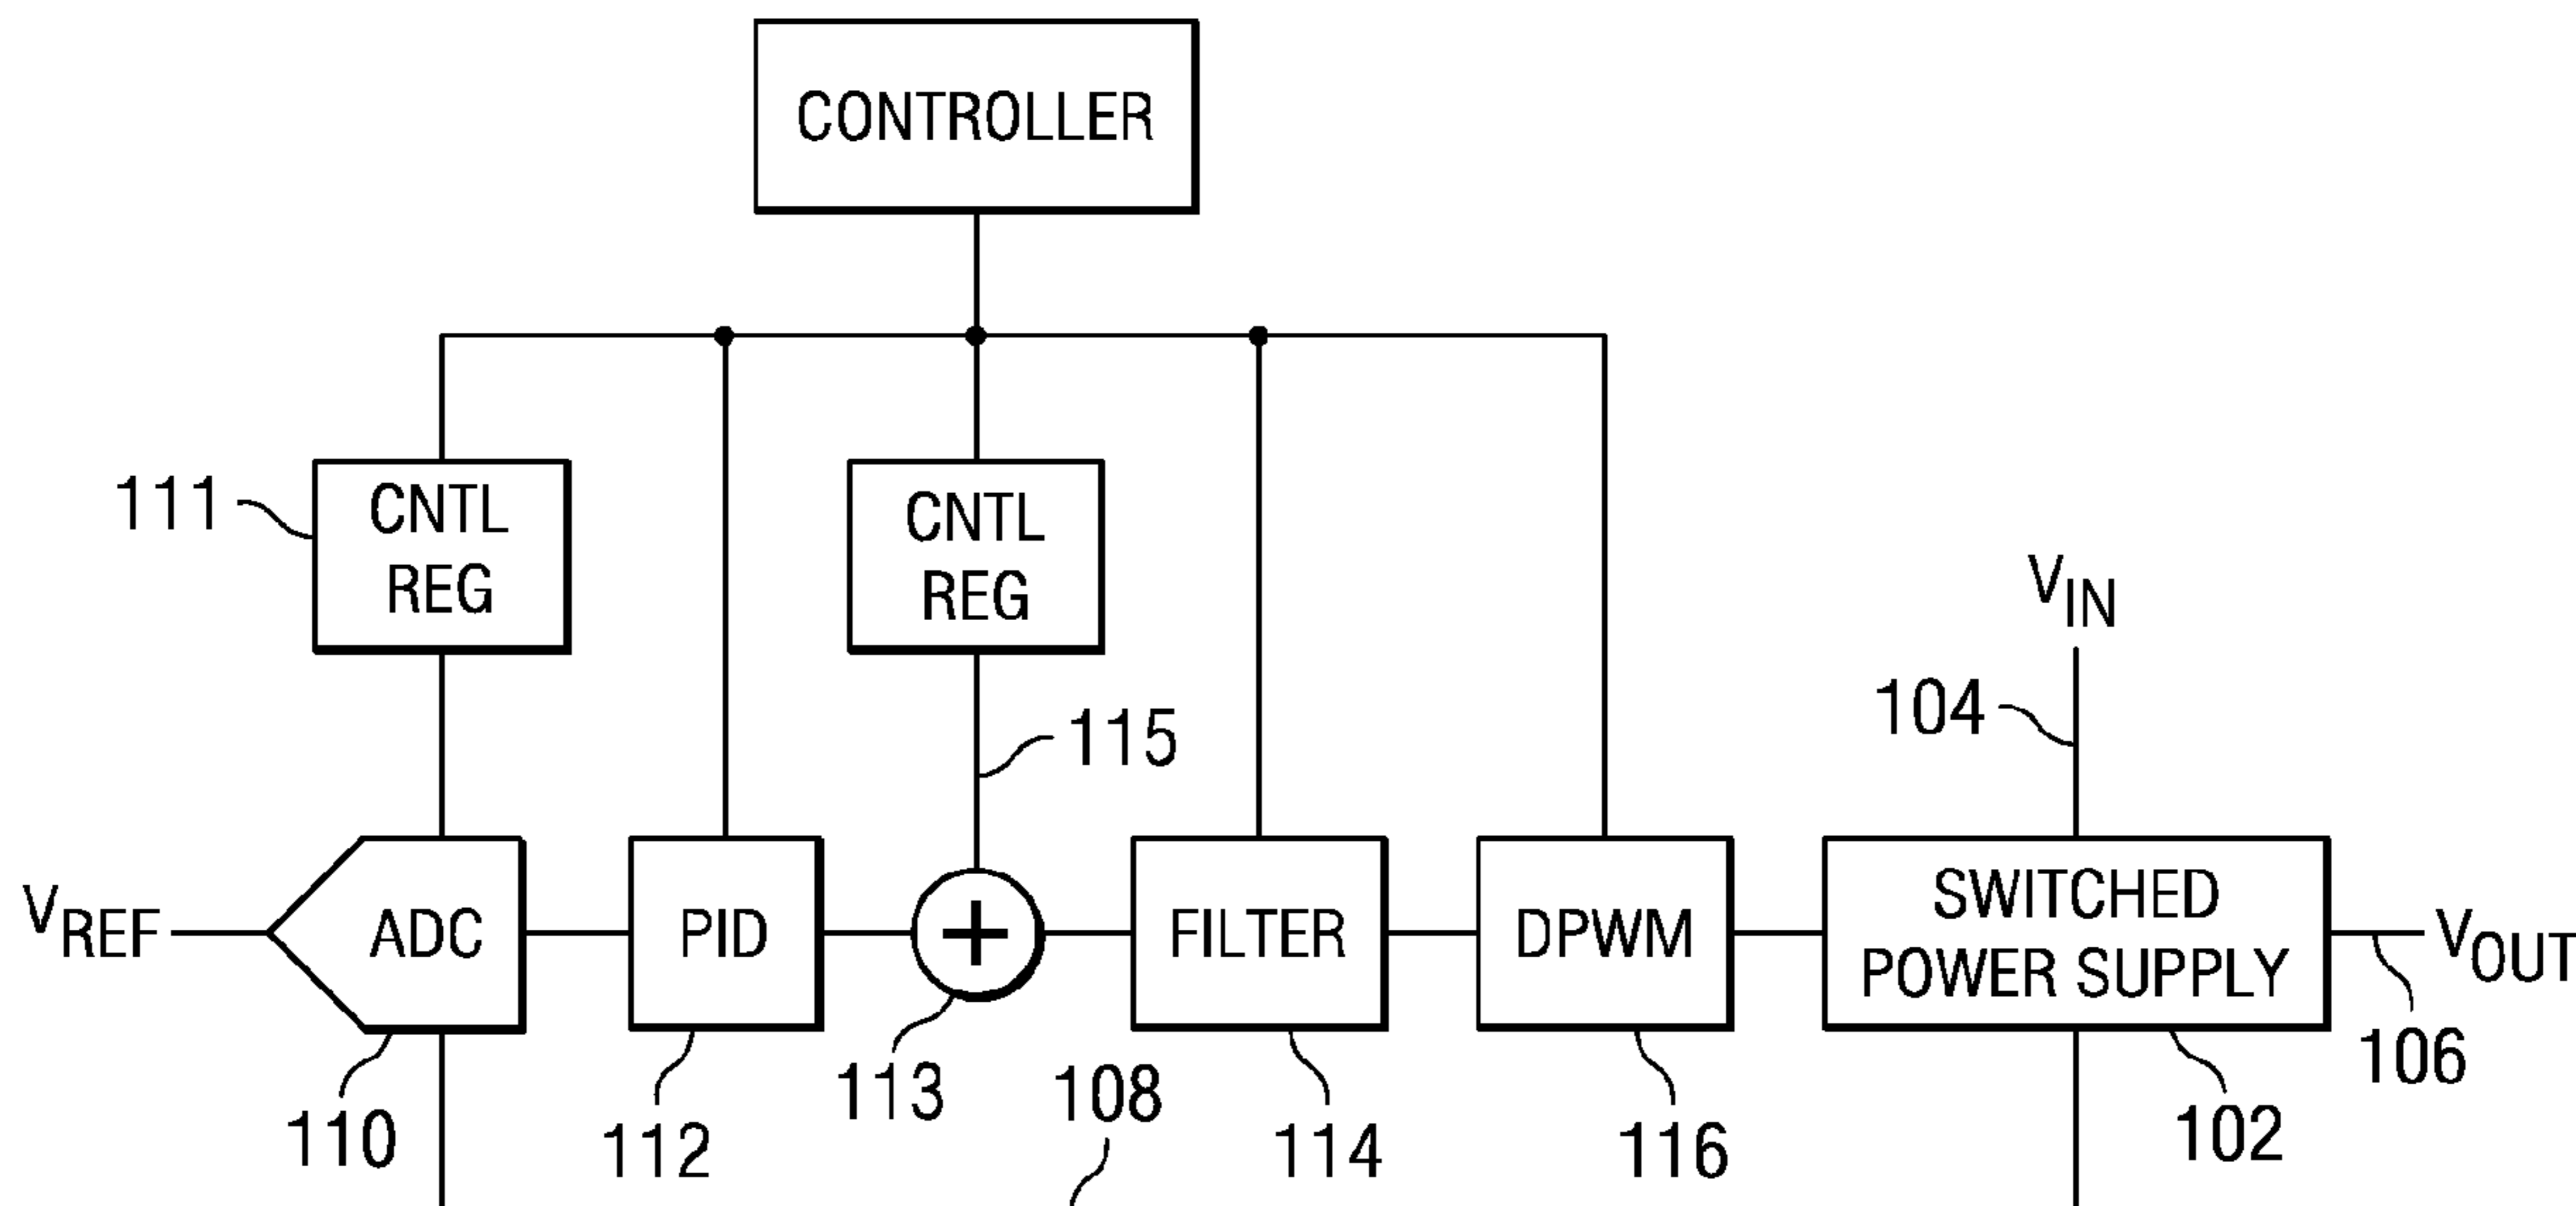 CONTROLLER
111
CNTL
REG
CNTL
REG
115
VIN
104
VREF
ADC
PID
+
FILTER
DPWM
SWITCHED
POWER SUPPLY
VOUT
106
110
112
113
108
114
116
102